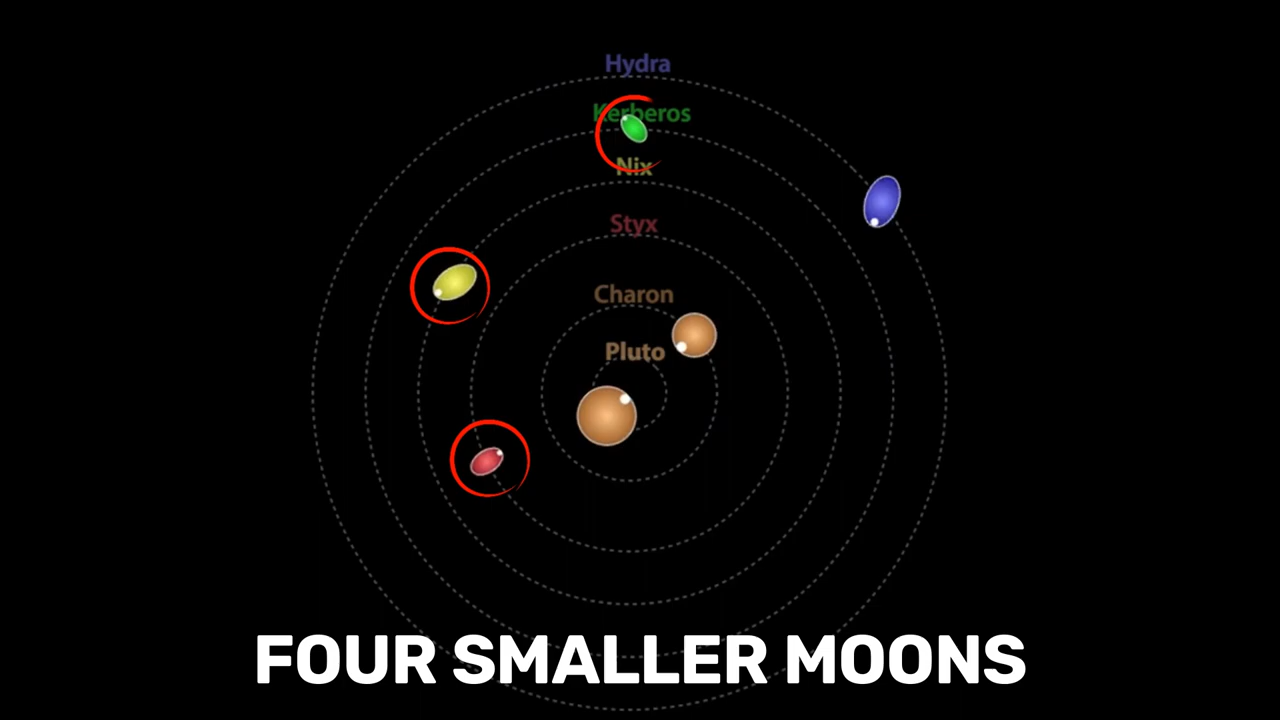 Hydra
Kerberos
Nix
Styx
Charon
Pluto
FOUR SMALLER MOONS